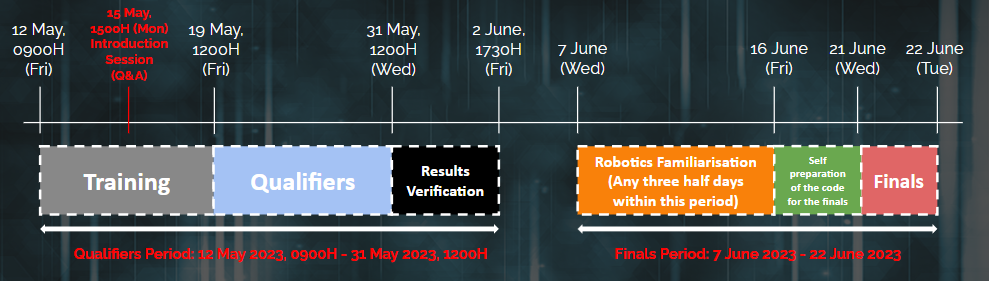 12 May,
0900H
(Fri)
15 May,
1500H (Mon)
Introduction
Session
(Q&A)
19 May,
1200H
(Fri)
31 May,
1200H
(Wed)
2 June,
1730H
(Fri)
7 June
(Wed)
16 June
(Fri)
21 June
(Wed)
22 June
(Tue)
Training
Qualifiers
Results
Verification
Robotics Familiarisation
(Any three half days
within this period)
Self
preparation
of the code
for the finals
Finals
Qualifiers Period: 12 May 2023, 0900H - 31 May 2023, 1200H
Finals Period: 7 June 2023 - 22 June 2023